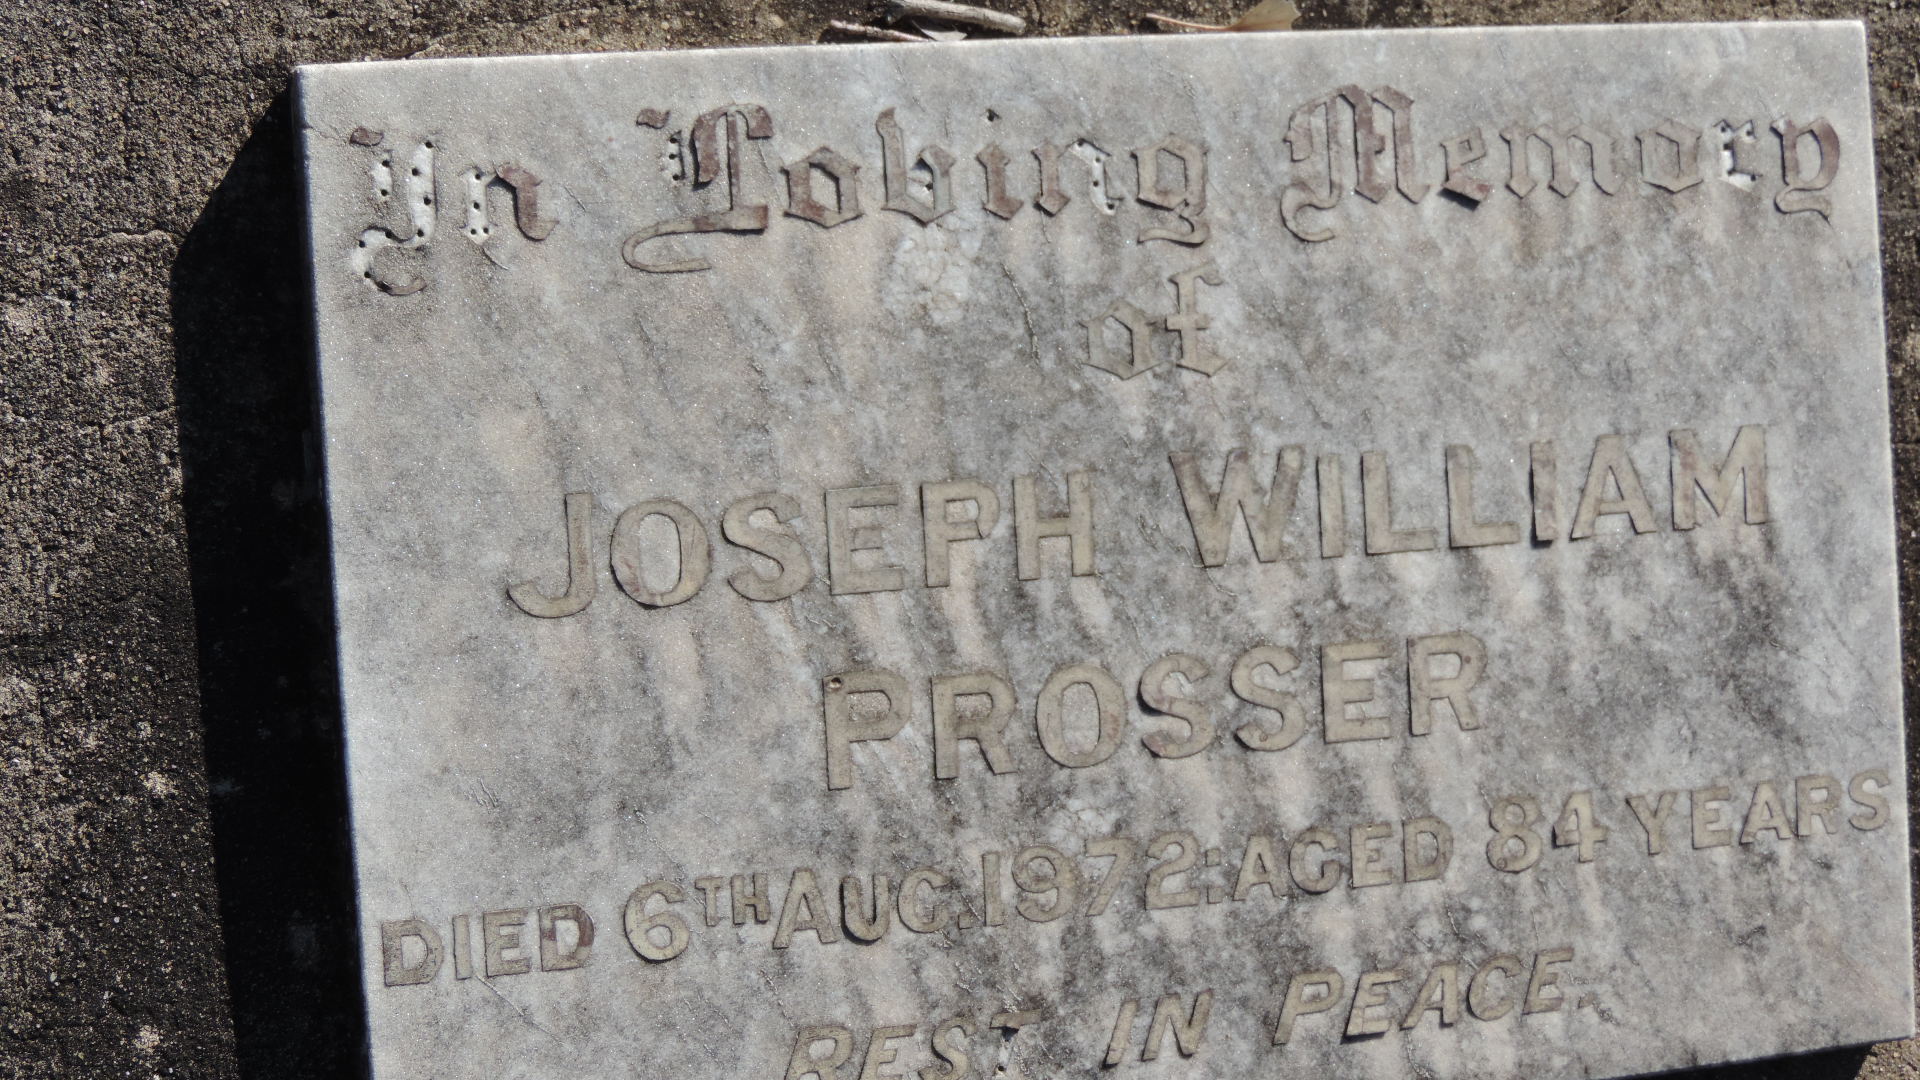 In Loving Memory
of
JOSEPH WILLIAM
PROSSER
DIED 6TH AUG. 1972: AGED 84 YEARS
REST IN PEACE.